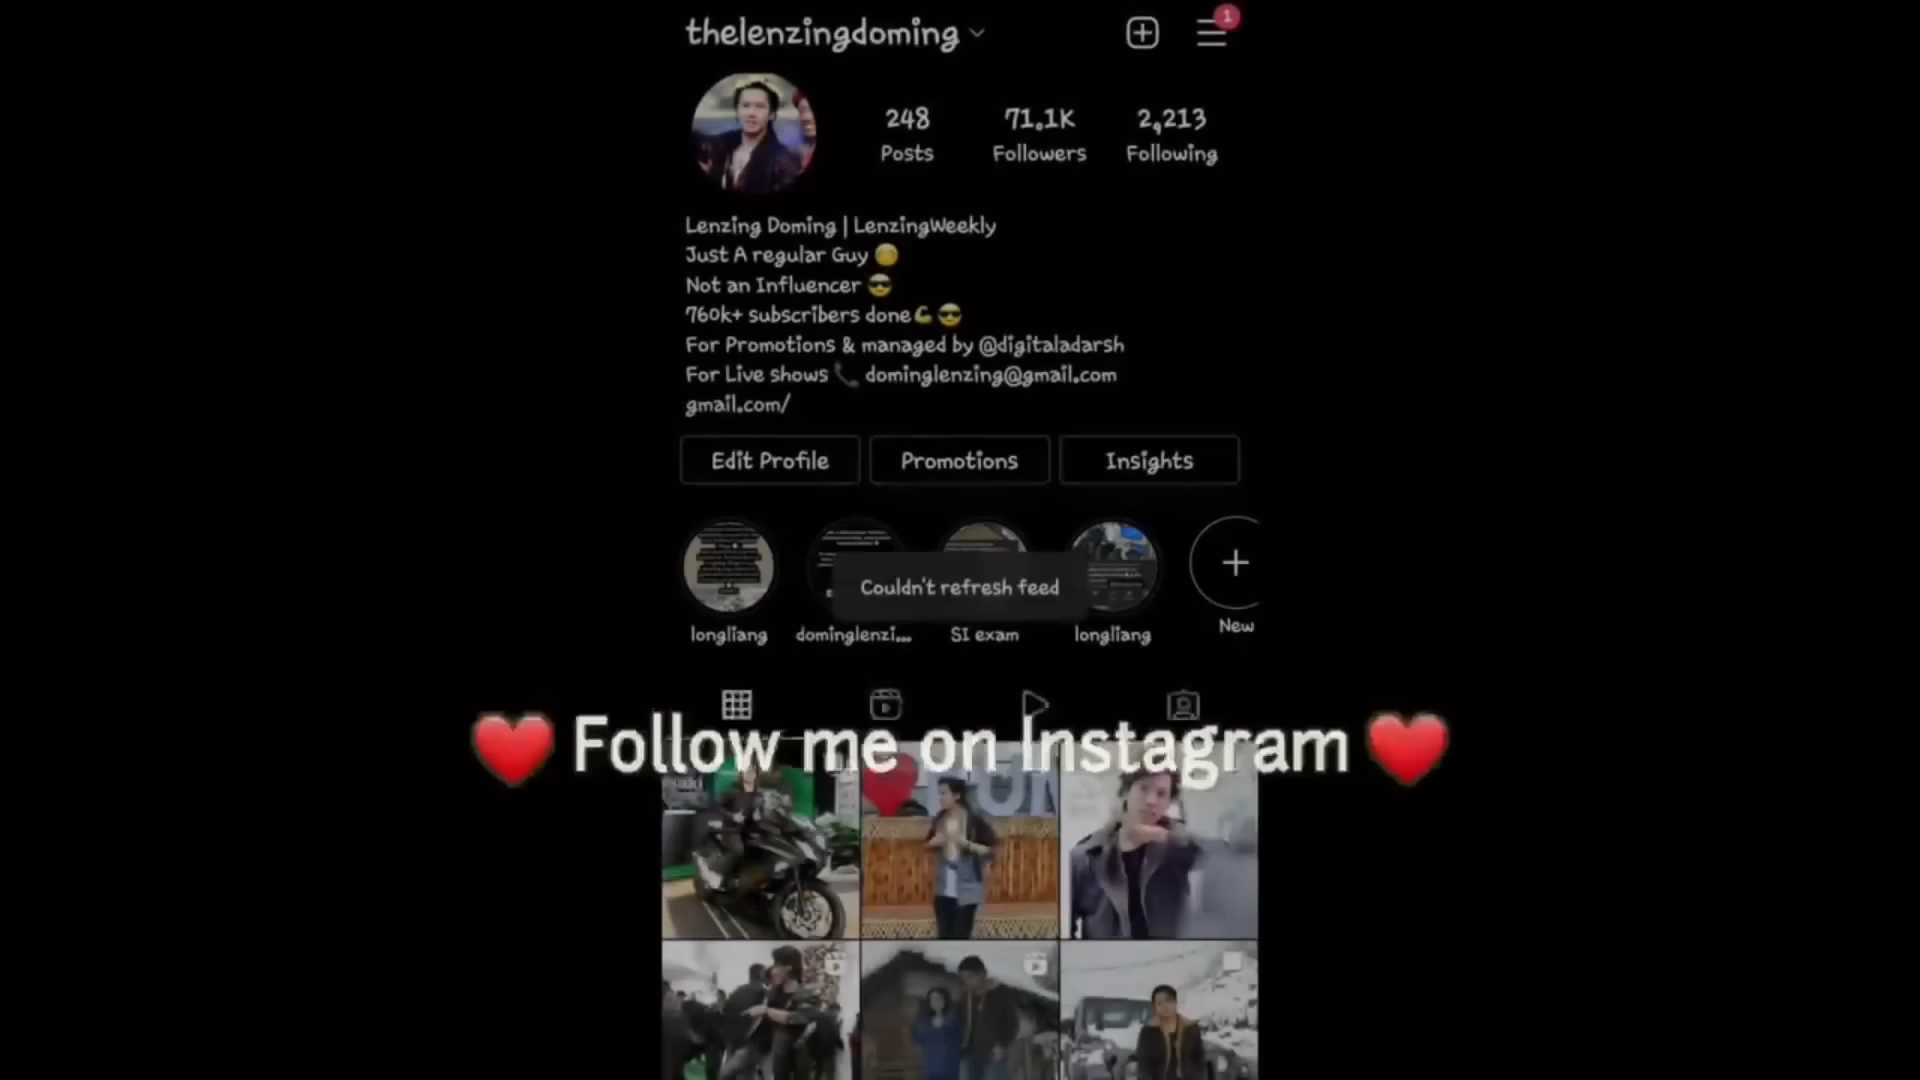 thelenzingdoming
1
248
71.1K
2,213
Posts
Followers
Following
Lenzing Doming | LenzingWeekly
Just A regular Guy 😊
Not an Influencer 😎
760k+ subscribers done💪😎
For Promotions & managed by @digitaladarsh
For Live shows 📞 dominglenzing@gmail.com
gmail.com/
Edit Profile
Promotions
Insights
Couldn't refresh feed
longliang
dominglenzi...
SI exam
longliang
New
❤️ Follow me on Instagram ❤️